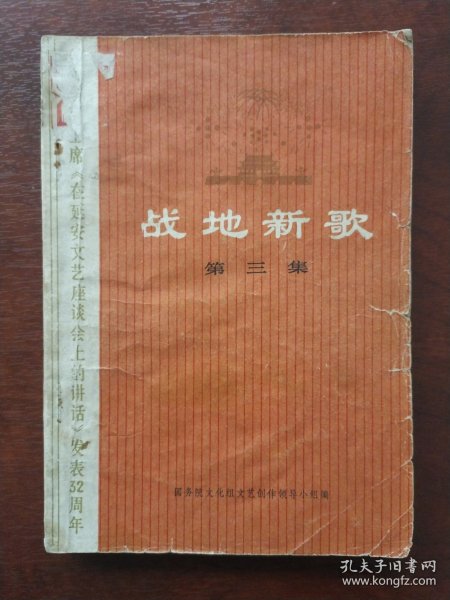 席《在延安文艺座谈会上的讲话》发表32周年
战地新歌
第三集
国务院文化组文艺创作领导小组编
孔夫子旧书网
www.kongfz.com